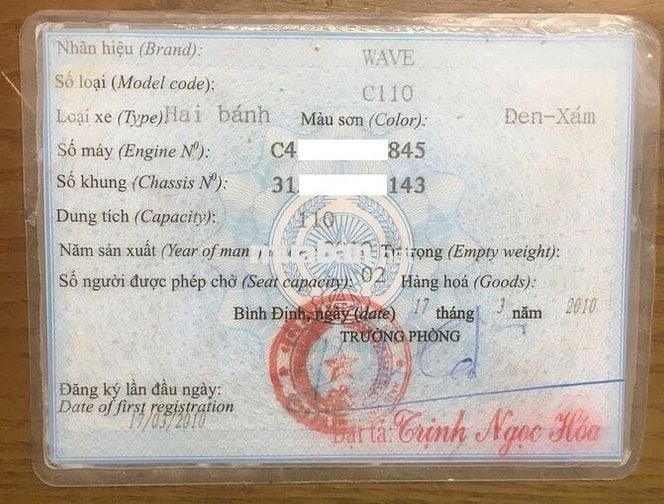 Nhãn hiệu (Brand): WAVE
Số loại (Model code): C110
Loại xe (Type) Hai bánh Màu sơn (Color): Đen-Xám
Số máy (Engine Nº): C4 845
Số khung (Chassis Nº): 31 143
Dung tích (Capacity): 110
Năm sản xuất (Year of man trọng (Empty weight):
Số người được phép chở (Seat capacity): 02 Hàng hoá (Goods):
Bình Định, ngày (date) 17 tháng 3 năm 2010
TRƯỞNG PHÒNG
Đăng ký lần đầu ngày:
Date of first registration
17/03/2010
Đại tá: Trịnh Ngọc Hóa